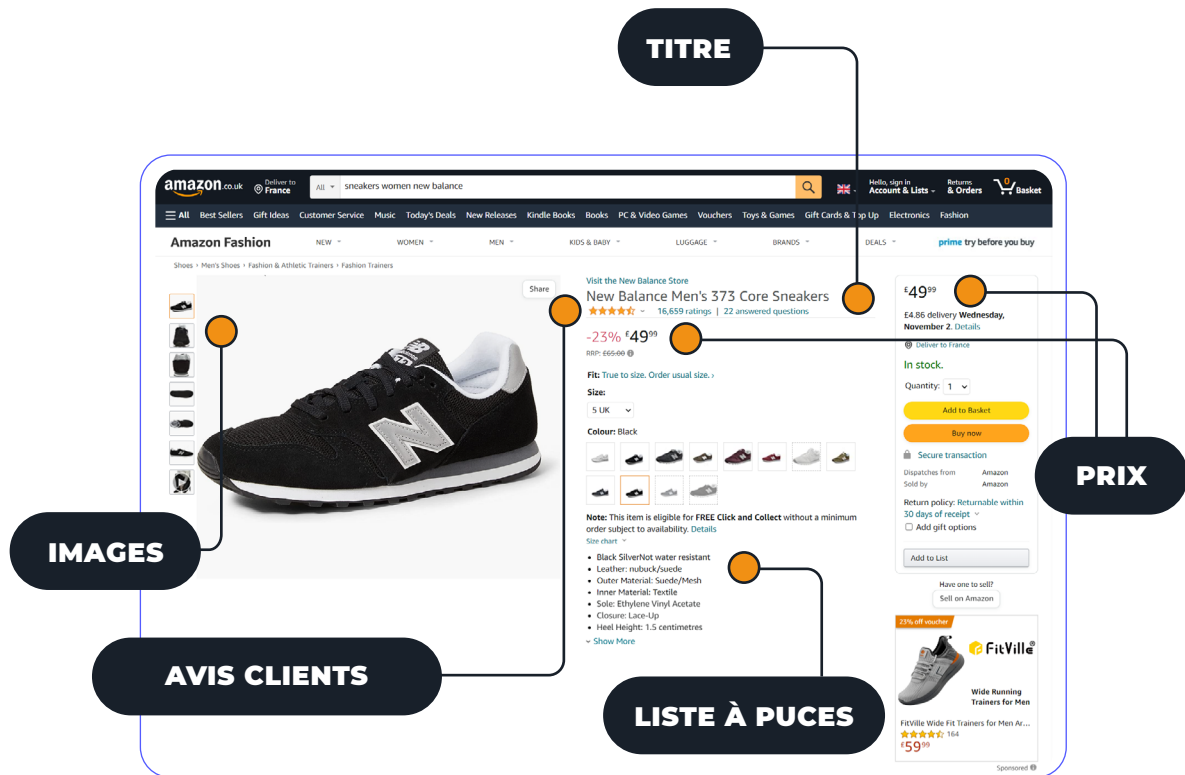 TITRE
amazon.co.uk
Deliver to
France
All
sneakers women new balance
Hello, sign in
Account & Lists
Returns
& Orders
0
Basket
All Best Sellers Gift Ideas Customer Service Music Today's Deals New Releases Kindle Books Books PC & Video Games Vouchers Toys & Games Gift Cards & Top Up Electronics Fashion
Amazon Fashion NEW WOMEN MEN KIDS & BABY LUGGAGE BRANDS DEALS prime try before you buy
Shoes › Men's Shoes › Fashion & Athletic Trainers › Fashion Trainers
Share
Visit the New Balance Store
New Balance Men's 373 Core Sneakers
16,659 ratings | 22 answered questions
-23% £4999
RRP: £65.00
Fit: True to size. Order usual size. ›
Size:
5 UK
Colour: Black
Note: This item is eligible for FREE Click and Collect without a minimum
order subject to availability. Details
Size chart
• Black SilverNot water resistant
• Leather: nubuck/suede
• Outer Material: Suede/Mesh
• Inner Material: Textile
• Sole: Ethylene Vinyl Acetate
• Closure: Lace-Up
• Heel Height: 1.5 centimetres
Show More
£4999
£4.86 delivery Wednesday,
November 2. Details
Deliver to France
In stock.
Quantity: 1
Add to Basket
Buy now
Secure transaction
Dispatches from Amazon
Sold by Amazon
Return policy: Returnable within
30 days of receipt
Add gift options
Add to List
Have one to sell?
Sell on Amazon
23% off voucher
FitVille®
Wide Running
Trainers for Men
FitVille Wide Fit Trainers for Men Ar...
164
£5999
Sponsored
PRIX
IMAGES
AVIS CLIENTS
LISTE À PUCES